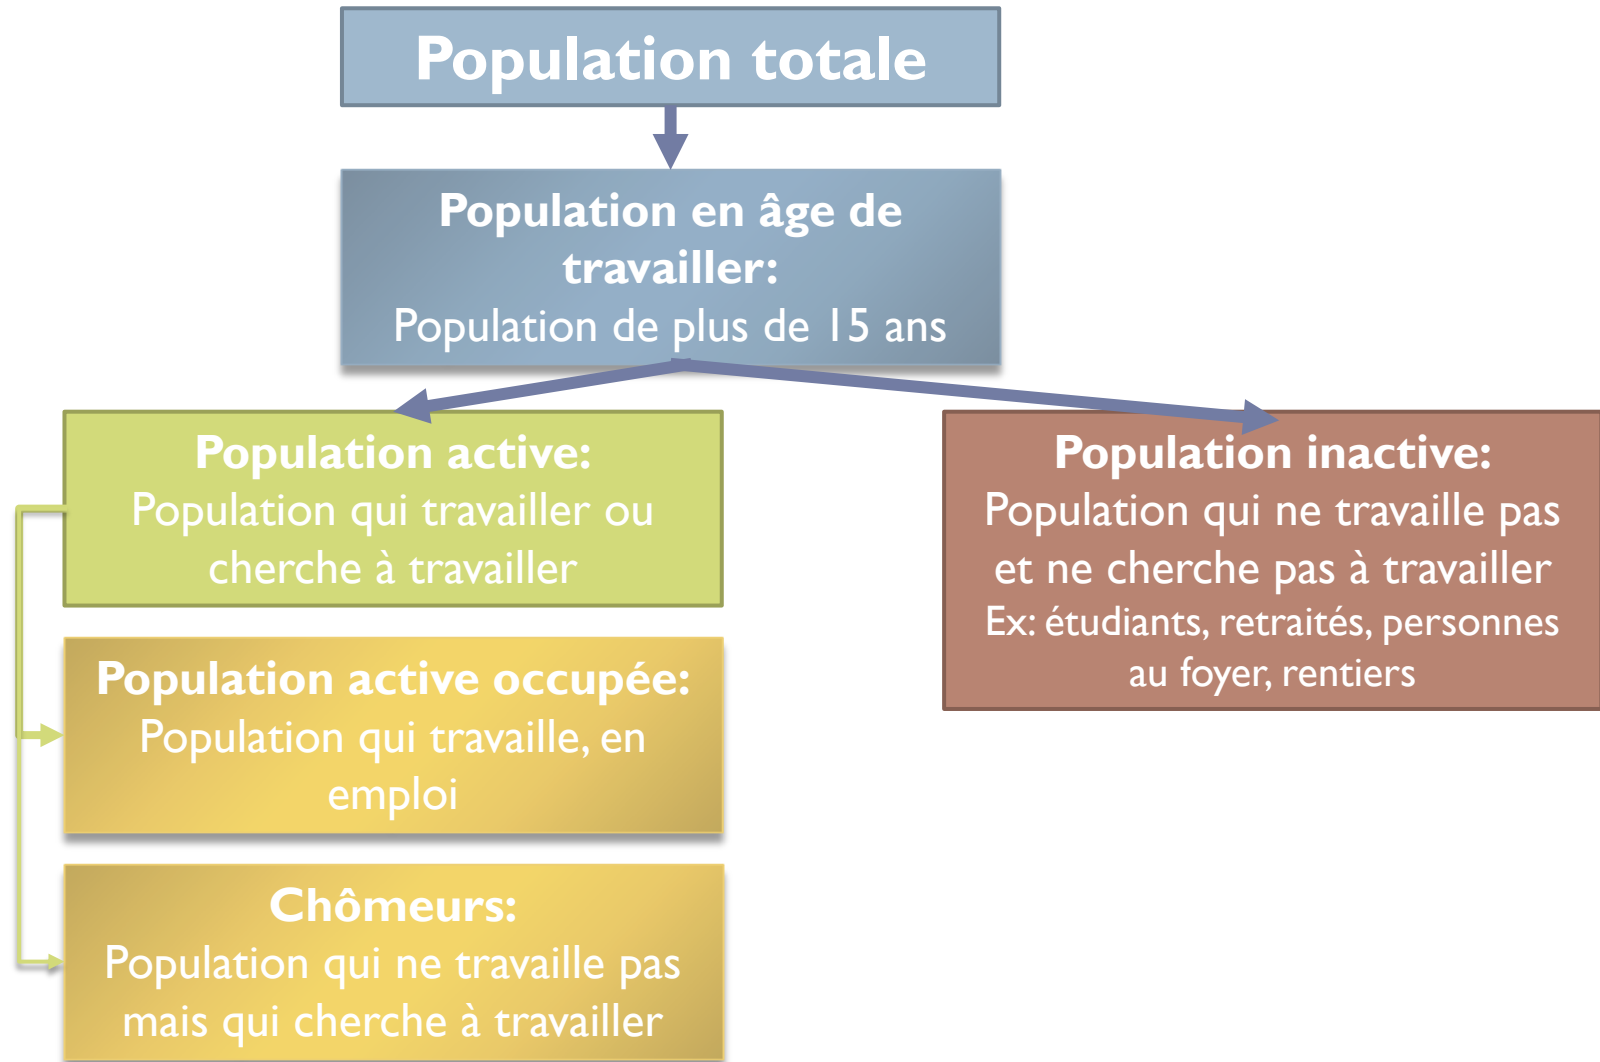 Population totale
Population en âge de
travailler:
Population de plus de 15 ans
Population active:
Population qui travailler ou
cherche à travailler
Population inactive:
Population qui ne travaille pas
et ne cherche pas à travailler
Ex: étudiants, retraités, personnes
au foyer, rentiers
Population active occupée:
Population qui travaille, en
emploi
Chômeurs:
Population qui ne travaille pas
mais qui cherche à travailler